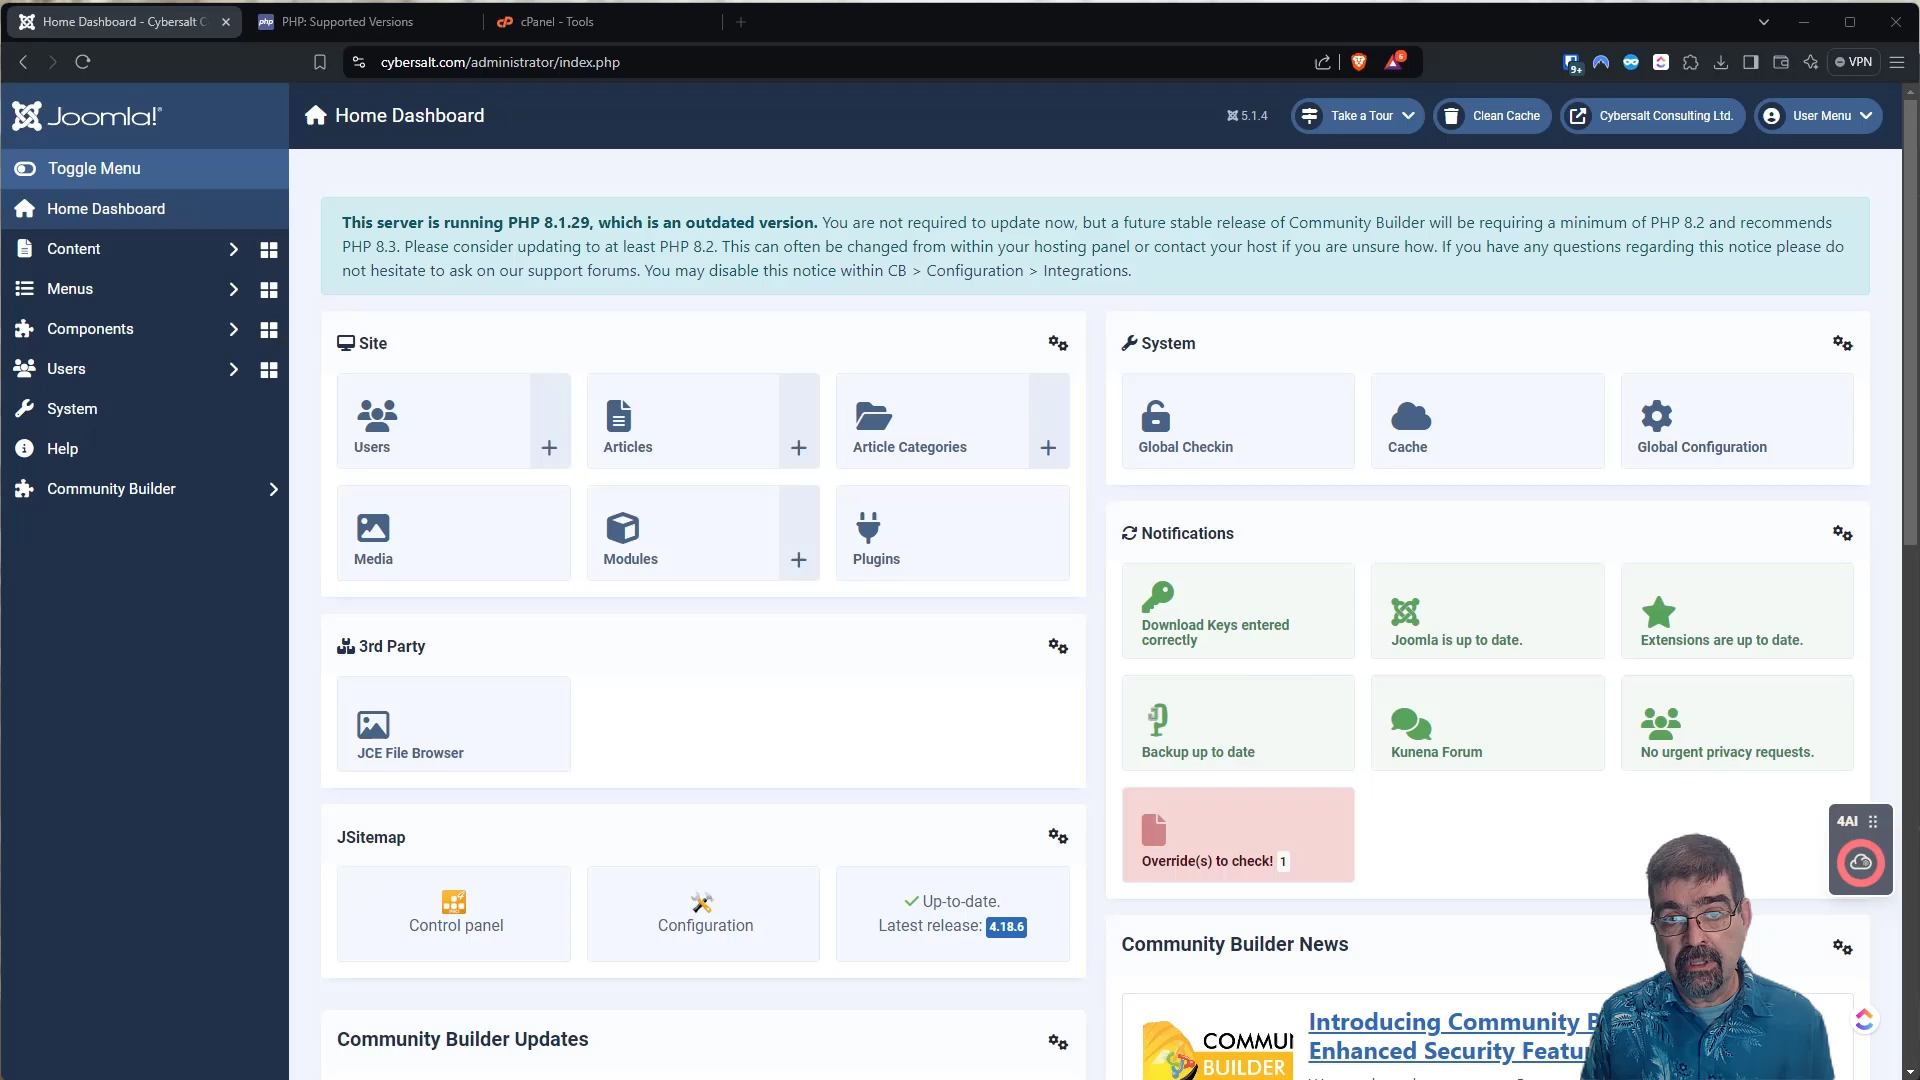 Home Dashboard - Cybersalt C
PHP: Supported Versions
cPanel - Tools
cybersalt.com/administrator/index.php
VPN
Joomla!
Home Dashboard
5.1.4
Take a Tour
Clean Cache
Cybersalt Consulting Ltd.
User Menu
Toggle Menu
Home Dashboard
Content
Menus
Components
Users
System
Help
Community Builder
This server is running PHP 8.1.29, which is an outdated version. You are not required to update now, but a future stable release of Community Builder will be requiring a minimum of PHP 8.2 and recommends
PHP 8.3. Please consider updating to at least PHP 8.2. This can often be changed from within your hosting panel or contact your host if you are unsure how. If you have any questions regarding this notice please do
not hesitate to ask on our support forums. You may disable this notice within CB > Configuration > Integrations.
Site
Users
Articles
Article Categories
Media
Modules
Plugins
3rd Party
JCE File Browser
JSitemap
Control panel
Configuration
Up-to-date.
Latest release: 4.18.6
Community Builder Updates
System
Global Checkin
Cache
Global Configuration
Notifications
Download Keys entered
correctly
Joomla is up to date.
Extensions are up to date.
Backup up to date
Kunena Forum
No urgent privacy requests.
Override(s) to check! 1
4AI
Community Builder News
COMMU
BUILDER
Introducing Community B
Enhanced Security Featu